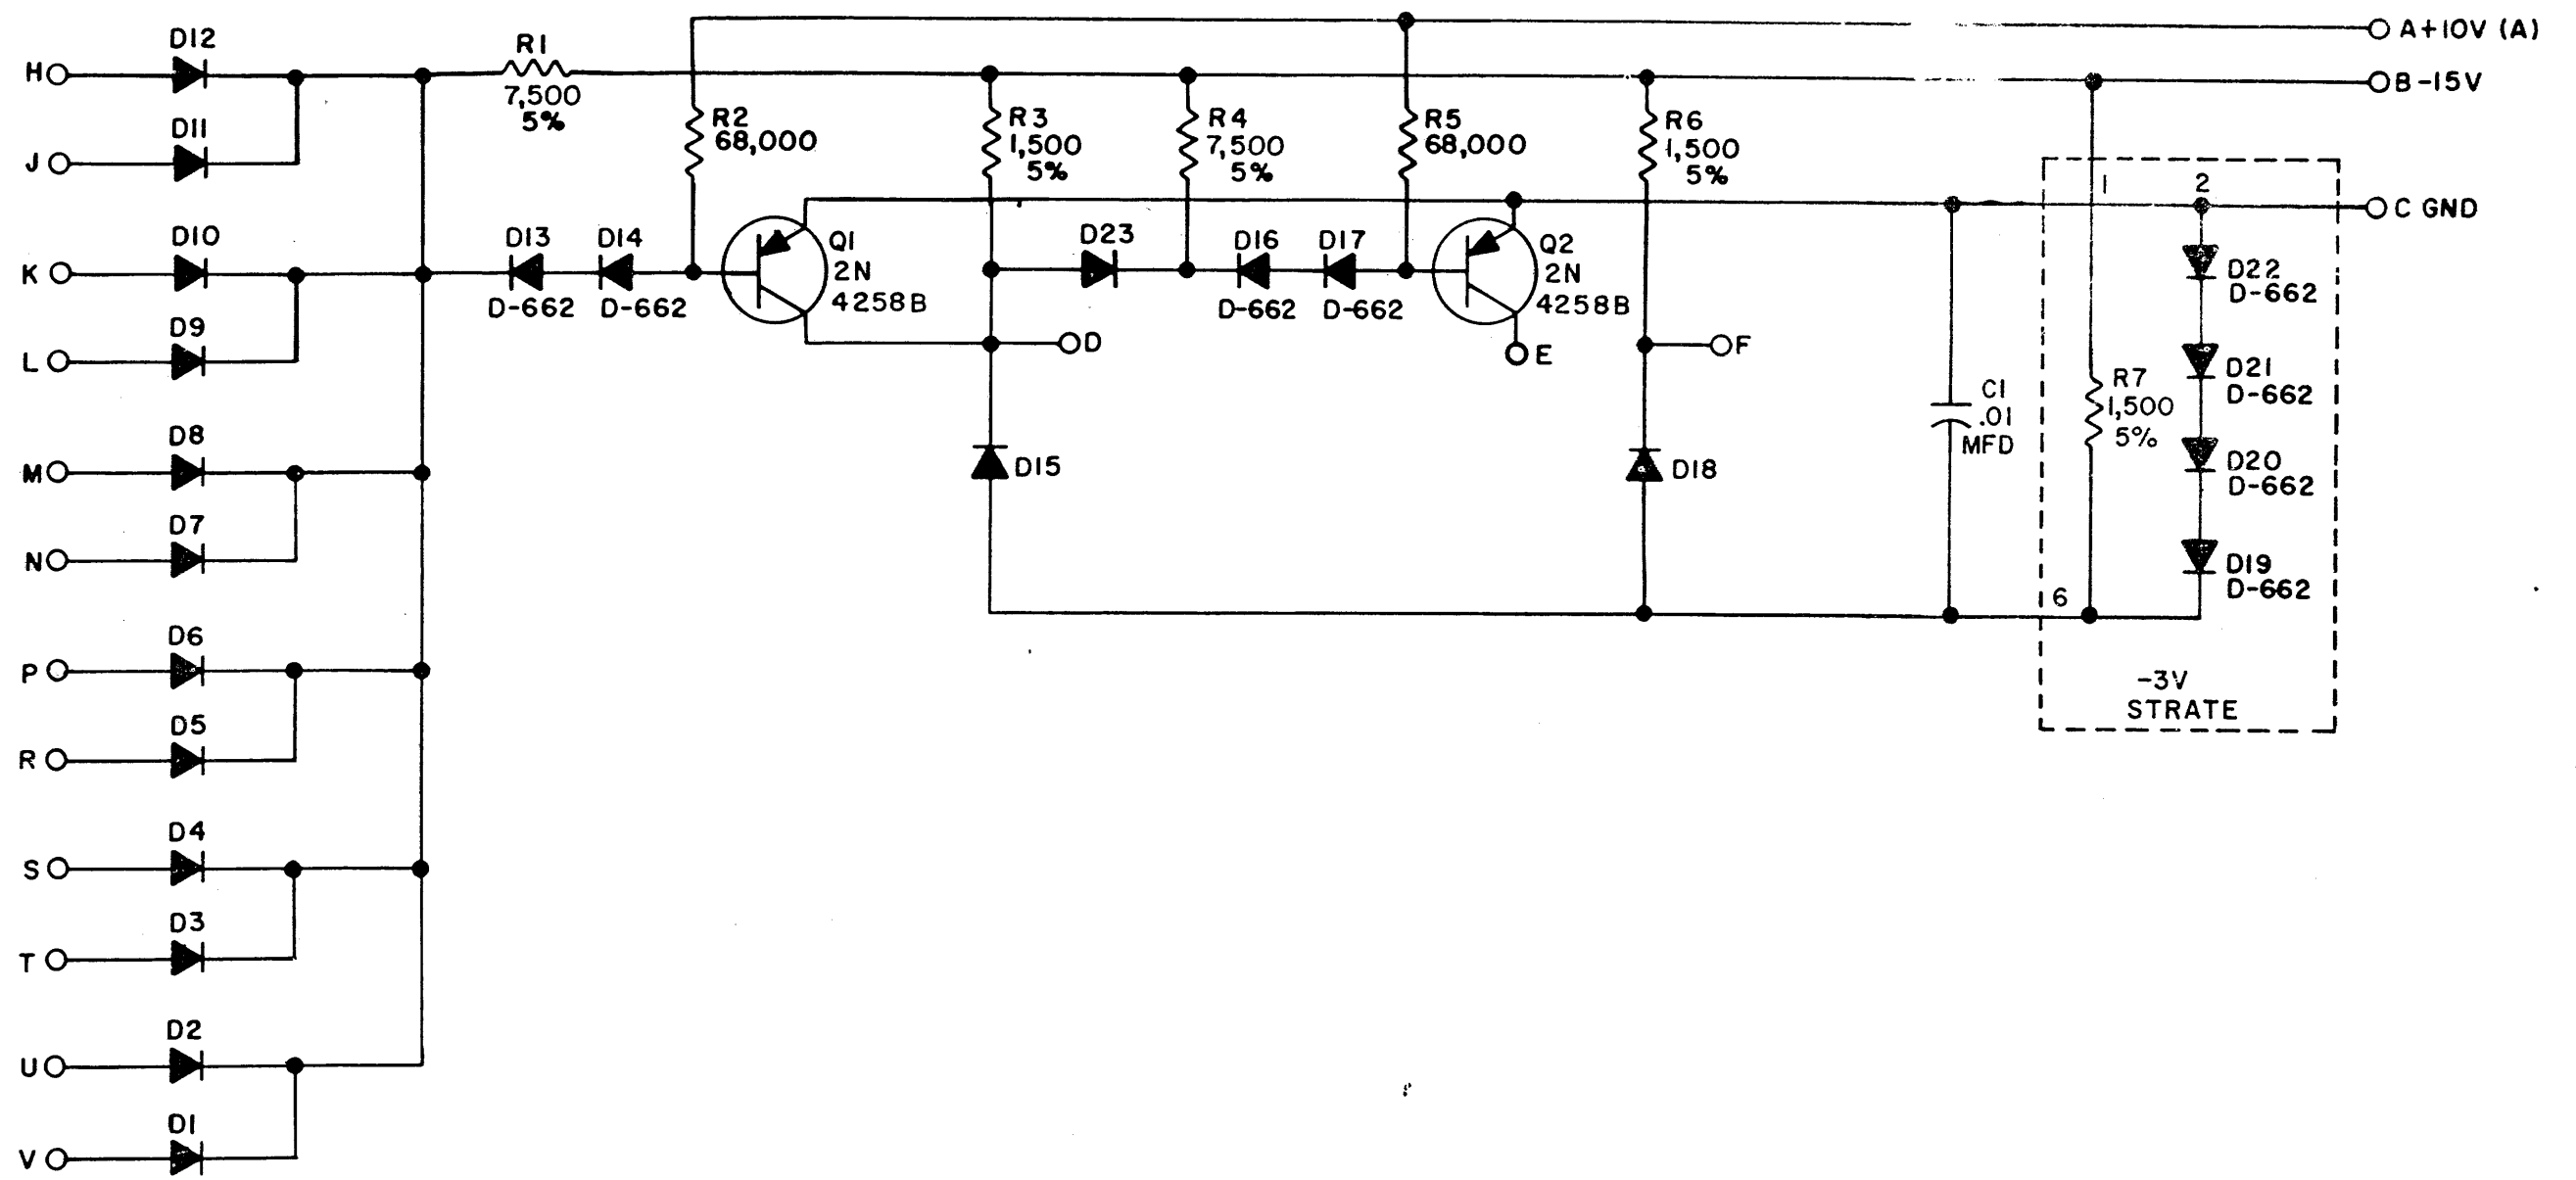 A+10V (A)
D12
R1
H
7,500
5%
B-15V
D11
J
R2
68,000
R3
1,500
5%
R4
7,500
5%
R5
68,000
R6
1,500
5%
1
2
C GND
D10
K
D13
D-662
D14
D-662
Q1
2N
4258B
D23
D16
D-662
D17
D-662
Q2
2N
4258B
D22
D-662
D9
L
D
E
F
D21
D-662
R7
1,500
5%
C1
.01
MFD
D8
M
D15
D18
D20
D-662
D7
N
D19
D-662
6
D6
P
-3V
STRATE
D5
R
D4
S
D3
T
D2
U
D1
V